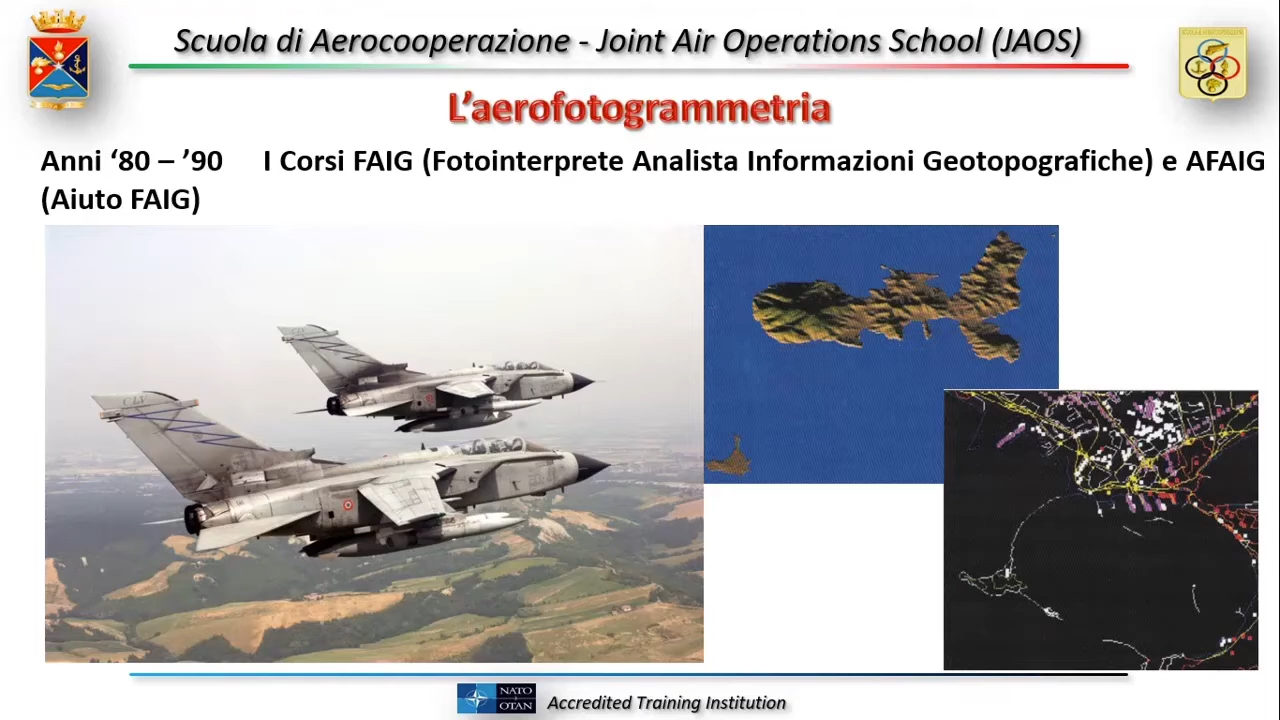 Scuola di Aerocooperazione - Joint Air Operations School (JAOS)
L’aerofotogrammetria
Anni ‘80 – ’90 I Corsi FAIG (Fotointerprete Analista Informazioni Geotopografiche) e AFAIG
(Aiuto FAIG)
NATO
OTAN
Accredited Training Institution